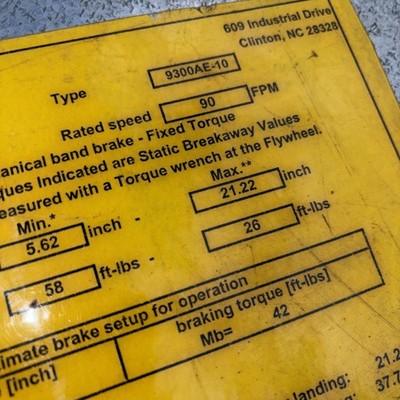 609 Industrial Drive
Clinton, NC 28328
Type 9300AE-10
Rated speed 90 FPM
anical band brake - Fixed Torque
ques Indicated are Static Breakaway Values
easured with a Torque wrench at the Flywheel.
Min.* Max.**
5.62 inch - 21.22 inch
58 ft-lbs - 26 ft-lbs
imate brake setup for operation
[inch] braking torque [ft-lbs]
Mb= 42
landing: 21.2
37.7